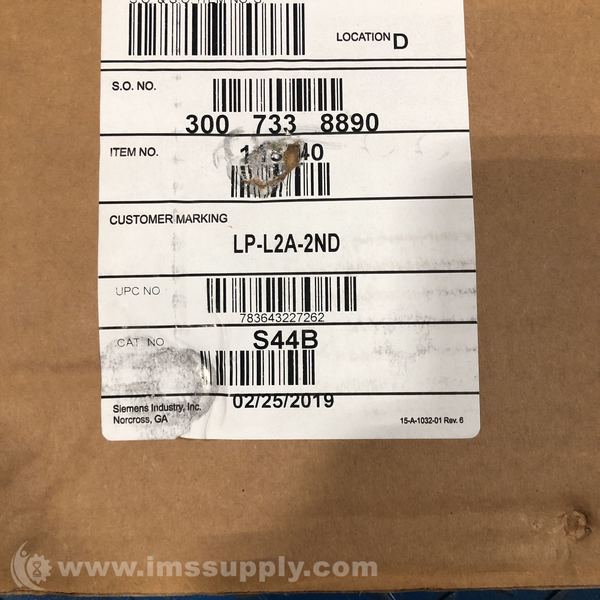 LOCATION D
S.O. NO.
300 733 8890
ITEM NO.
CUSTOMER MARKING
LP-L2A-2ND
UPC NO
783643227262
CAT NO
S44B
02/25/2019
Siemens Industry, Inc.
Norcross, GA
15-A-1032-01 Rev. 6
www.imssupply.com